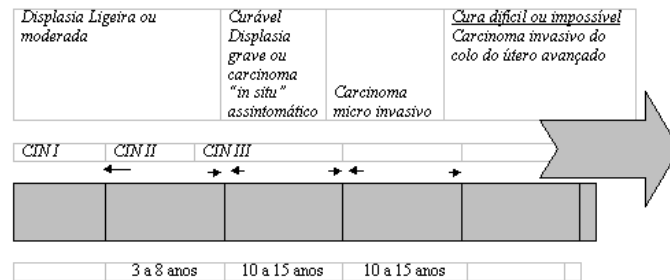 Displasia Ligeira ou
moderada
Curável
Displasia
grave ou
carcinoma
"in situ"
assintomático
Carcinoma
micro invasivo
Cura difícil ou impossível
Carcinoma invasivo do
colo do útero avançado
CIN I
CIN II
CIN III
3 a 8 anos
10 a 15 anos
10 a 15 anos